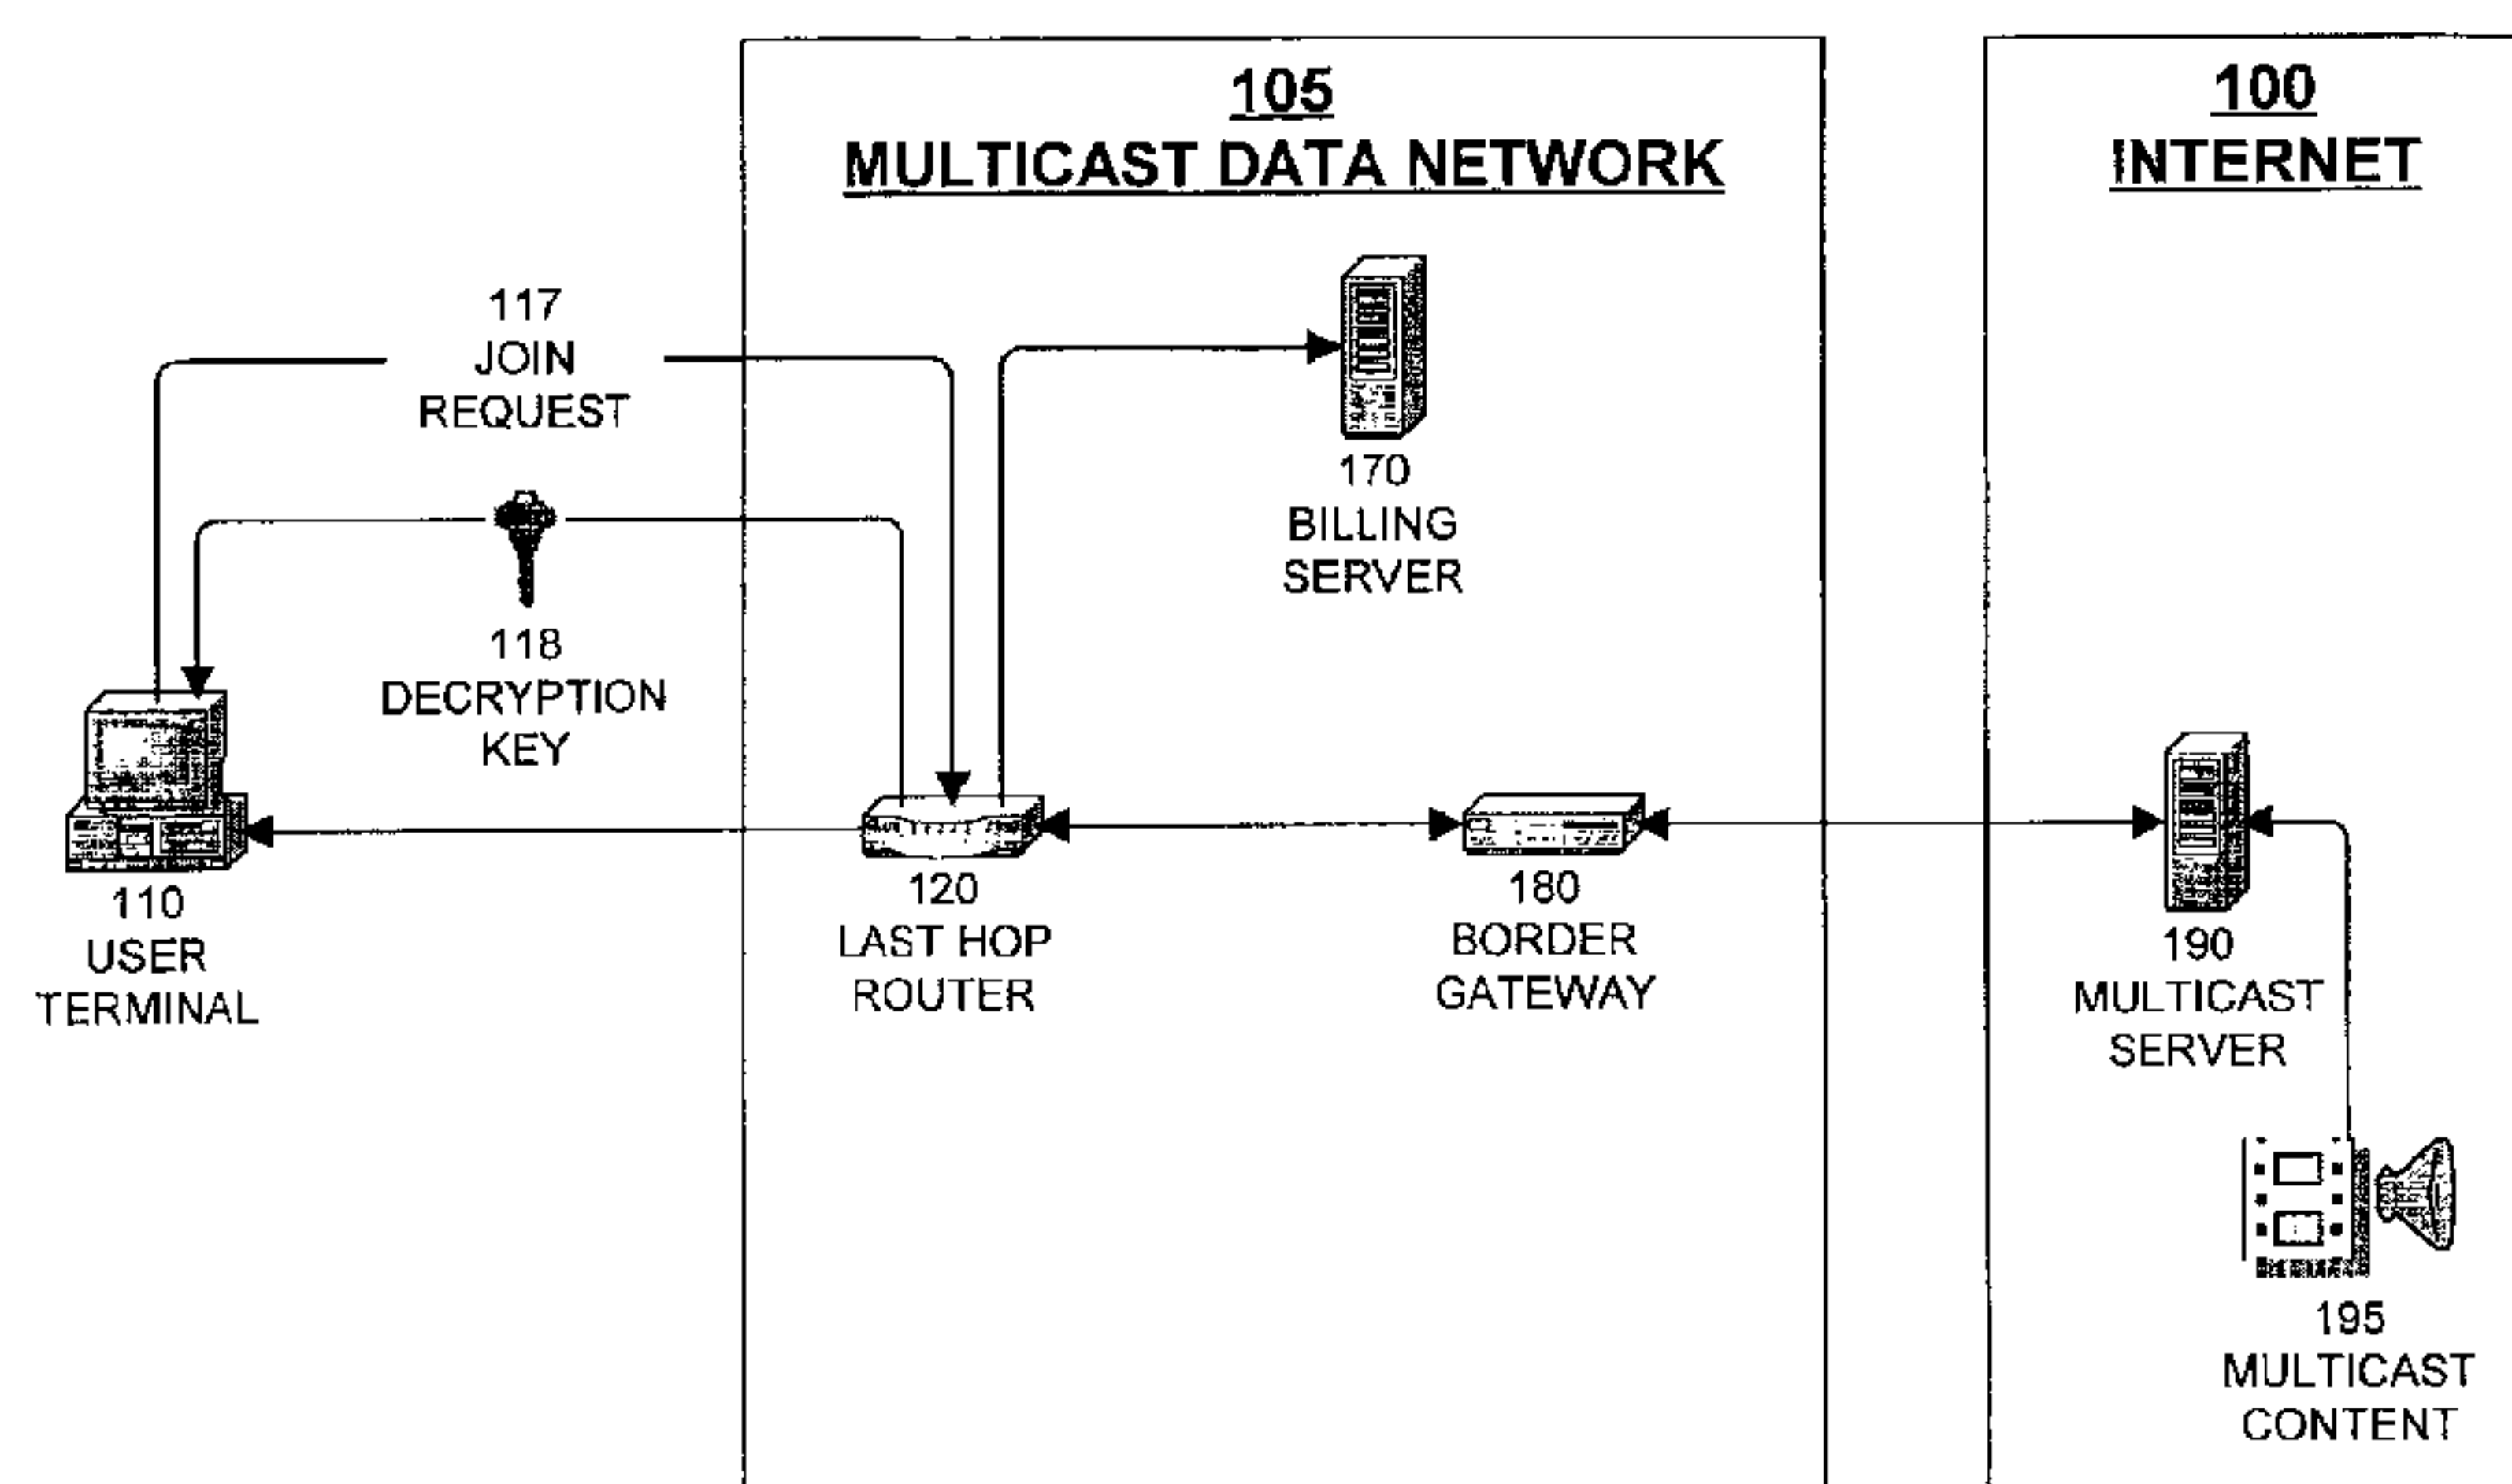 105
MULTICAST DATA NETWORK
100
INTERNET
117
JOIN
REQUEST
170
BILLING
SERVER
118
DECRYPTION
KEY
110
USER
TERMINAL
120
LAST HOP
ROUTER
180
BORDER
GATEWAY
190
MULTICAST
SERVER
195
MULTICAST
CONTENT